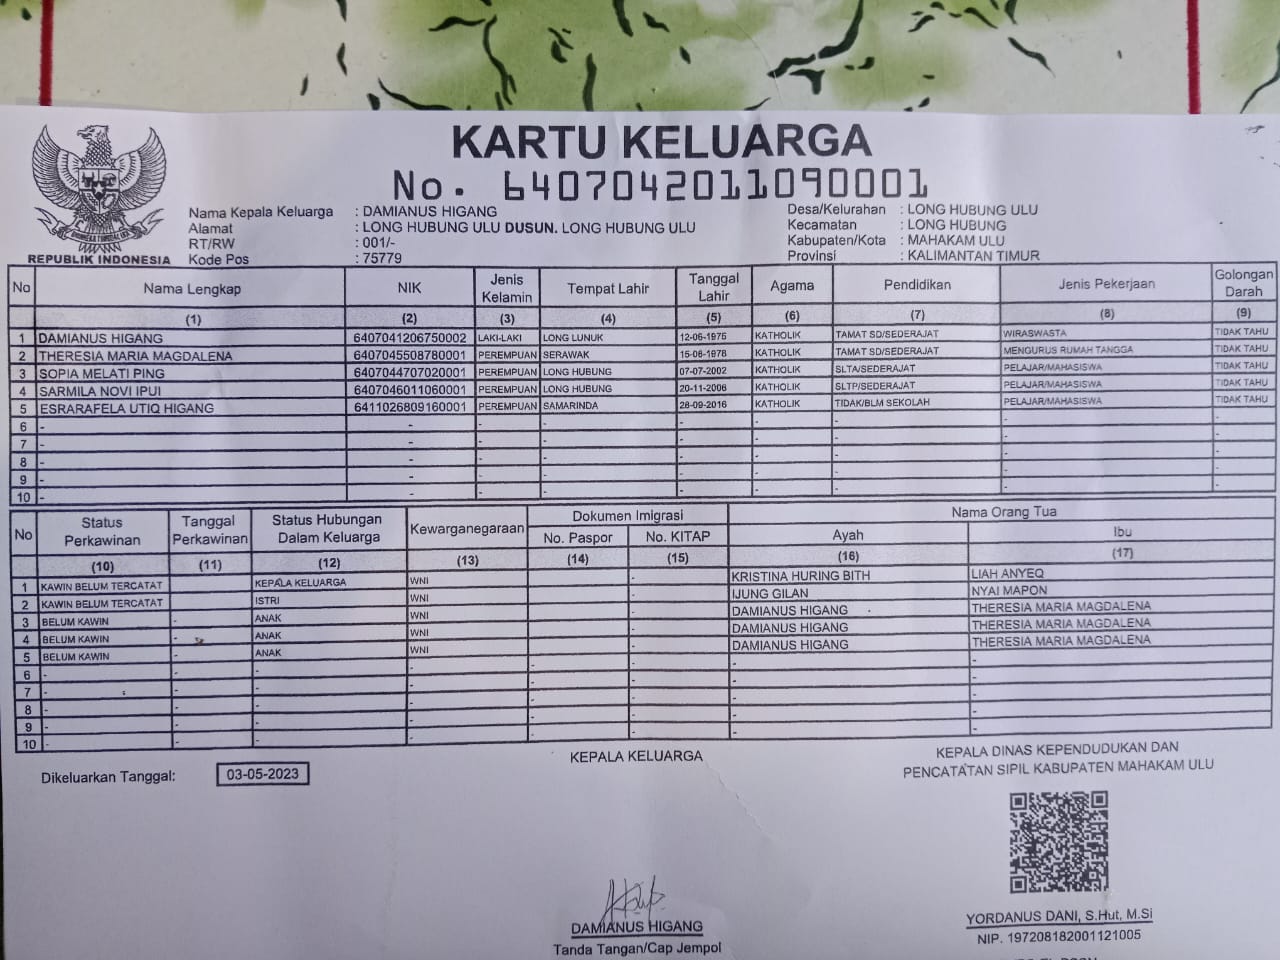 KARTU KELUARGA
No. 6407042011090001
REPUBLIK INDONESIA
Nama Kepala Keluarga : DAMIANUS HIGANG
Alamat : LONG HUBUNG ULU DUSUN. LONG HUBUNG ULU
RT/RW : 001/-
Kode Pos : 75779
Desa/Kelurahan : LONG HUBUNG ULU
Kecamatan : LONG HUBUNG
Kabupaten/Kota : MAHAKAM ULU
Provinsi : KALIMANTAN TIMUR
No Nama Lengkap NIK Jenis Kelamin Tempat Lahir Tanggal Lahir Agama Pendidikan Jenis Pekerjaan Golongan Darah
(1) (2) (3) (4) (5) (6) (7) (8) (9)
1 DAMIANUS HIGANG 6407041206750002 LAKI-LAKI LONG LUNUK 12-06-1975 KATHOLIK TAMAT SD/SEDERAJAT WIRASWASTA TIDAK TAHU
2 THERESIA MARIA MAGDALENA 6407045508780001 PEREMPUAN SERAWAK 15-08-1978 KATHOLIK TAMAT SD/SEDERAJAT MENGURUS RUMAH TANGGA TIDAK TAHU
3 SOPIA MELATI PING 6407044707020001 PEREMPUAN LONG HUBUNG 07-07-2002 KATHOLIK SLTA/SEDERAJAT PELAJAR/MAHASISWA TIDAK TAHU
4 SARMILA NOVI IPUI 6407046011060001 PEREMPUAN LONG HUBUNG 20-11-2006 KATHOLIK SLTP/SEDERAJAT PELAJAR/MAHASISWA TIDAK TAHU
5 ESRARAFELA UTIQ HIGANG 6411026809160001 PEREMPUAN SAMARINDA 28-09-2016 KATHOLIK TIDAK/BLM SEKOLAH PELAJAR/MAHASISWA TIDAK TAHU
6 - - - - - - - - -
7 - - - - - - - - -
8 - - - - - - - - -
9 - - - - - - - - -
10 - - - - - - - - -
No Status Perkawinan Tanggal Perkawinan Status Hubungan Dalam Keluarga Kewarganegaraan Dokumen Imigrasi Nama Orang Tua
No. Paspor No. KITAP Ayah Ibu
(10) (11) (12) (13) (14) (15) (16) (17)
1 KAWIN BELUM TERCATAT KEPALA KELUARGA WNI - KRISTINA HURING BITH LIAH ANYEQ
2 KAWIN BELUM TERCATAT ISTRI WNI - IJUNG GILAN NYAI MAPON
3 BELUM KAWIN - ANAK WNI - DAMIANUS HIGANG THERESIA MARIA MAGDALENA
4 BELUM KAWIN - ANAK WNI - DAMIANUS HIGANG THERESIA MARIA MAGDALENA
5 BELUM KAWIN - ANAK WNI - DAMIANUS HIGANG THERESIA MARIA MAGDALENA
6 - - - - - - - -
7 - - - - - - - -
8 - - - - - - - -
9 - - - - - - - -
10 - - - - - - - -
Dikeluarkan Tanggal: 03-05-2023
KEPALA KELUARGA
DAMIANUS HIGANG
Tanda Tangan/Cap Jempol
KEPALA DINAS KEPENDUDUKAN DAN
PENCATATAN SIPIL KABUPATEN MAHAKAM ULU
YORDANUS DANI, S.Hut, M.Si
NIP. 197208182001121005